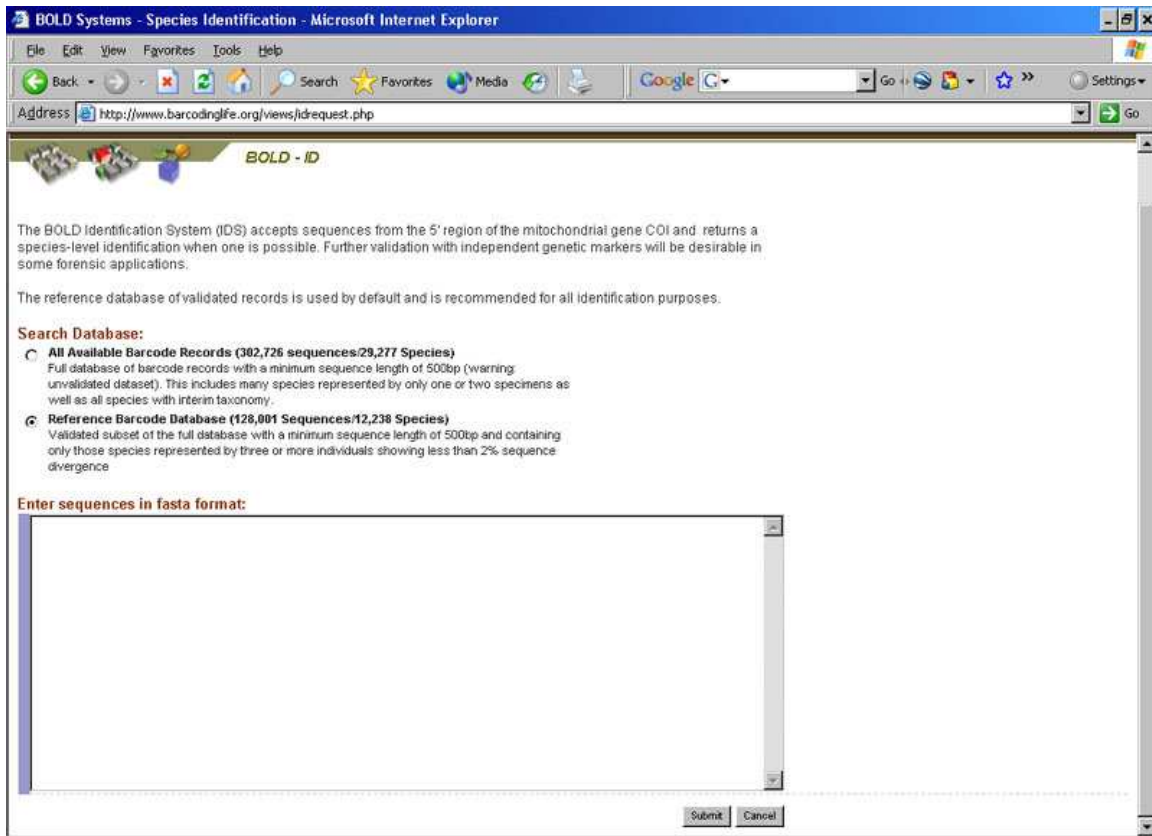 BOLD Systems - Species Identification - Microsoft Internet Explorer
File Edit View Favorites Tools Help
Back Search Favorites Media Google G Go » Settings
Address http://www.barcodinglife.org/views/idrequest.php Go
BOLD - ID
The BOLD Identification System (IDS) accepts sequences from the 5' region of the mitochondrial gene COI and returns a
species-level identification when one is possible. Further validation with independent genetic markers will be desirable in
some forensic applications.
The reference database of validated records is used by default and is recommended for all identification purposes.
Search Database:
All Available Barcode Records (302,726 sequences/29,277 Species)
Full database of barcode records with a minimum sequence length of 500bp (warning:
unvalidated dataset). This includes many species represented by only one or two specimens as
well as all species with interim taxonomy.
Reference Barcode Database (128,001 Sequences/12,238 Species)
Validated subset of the full database with a minimum sequence length of 500bp and containing
only those species represented by three or more individuals showing less than 2% sequence
divergence
Enter sequences in fasta format:
Submit Cancel